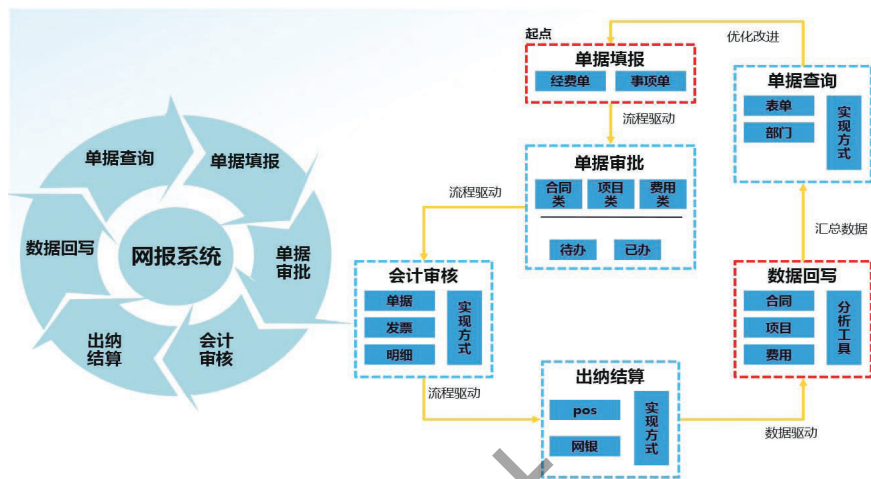 单据查询
单据填报
数据回写
网报系统
单据
审批
出纳
结算
会计
审核
起点
单据填报
经费单
事项单
优化改进
流程驱动
单据查询
表单
部门
实现方式
单据审批
合同
类
项目
类
费用
类
待办
已办
流程驱动
汇总数据
会计审核
单据
发票
明细
实现方式
数据回写
合同
项目
费用
分析工具
流程驱动
出纳结算
pos
网银
实现方式
数据驱动